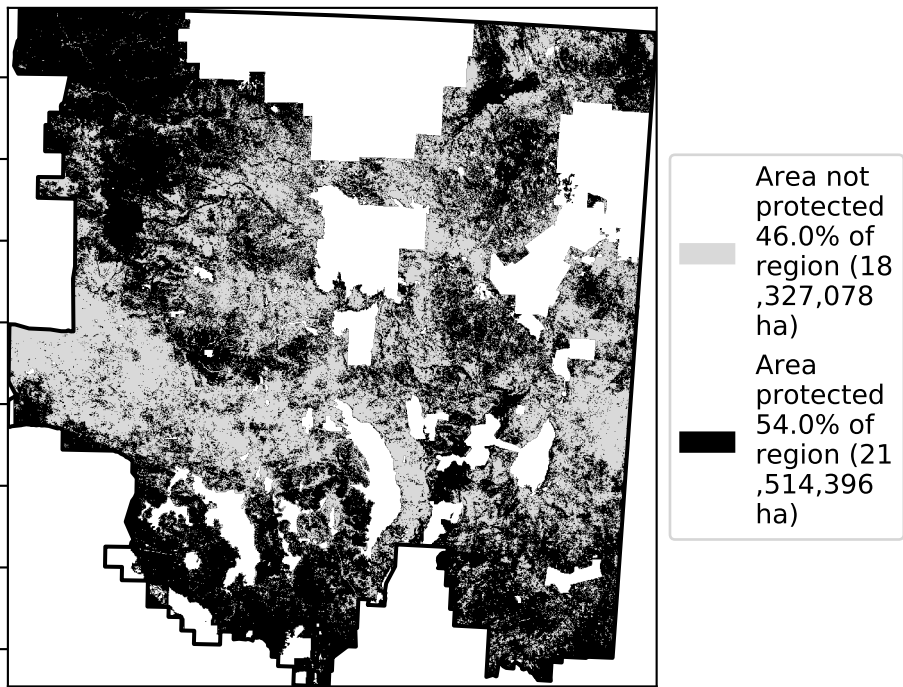 Area not
protected
46.0% of
region (18
,327,078
ha)
Area
protected
54.0% of
region (21
,514,396
ha)